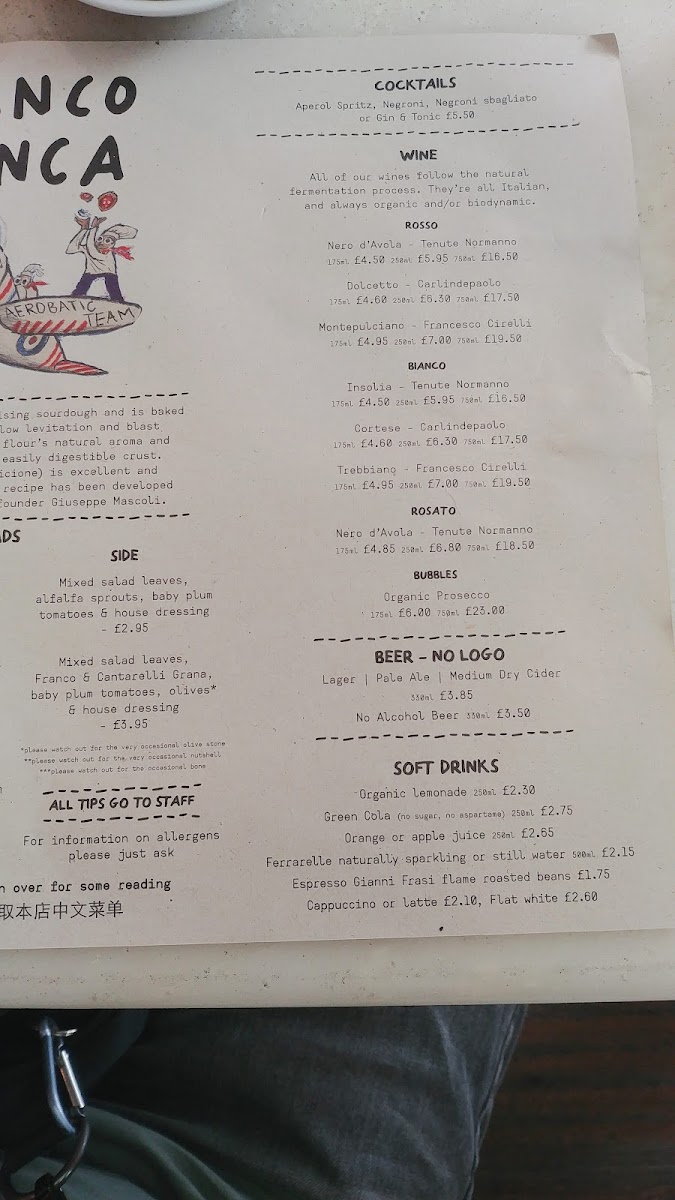 NCO
NCA
AEROBATIC
TEAM
ising sourdough and is baked
low levitation and blast
flour's natural aroma and
easily digestible crust.
icione) is excellent and
recipe has been developed
founder Giuseppe Mascoli.
ADS
SIDE
Mixed salad leaves,
alfalfa sprouts, baby plum
tomatoes & house dressing
- £2.95
Mixed salad leaves,
Franco & Cantarelli Grana,
baby plum tomatoes, olives*
& house dressing
- £3.95
*please watch out for the very occasional olive stone
**please watch out for the very occasional nutshell
***please watch out for the occasional bone
ALL TIPS GO TO STAFF
For information on allergens
please just ask
n over for some reading
取本店中文菜单
COCKTAILS
Aperol Spritz, Negroni, Negroni sbagliato
or Gin & Tonic £5.50
WINE
All of our wines follow the natural
fermentation process. They're all Italian,
and always organic and/or biodynamic.
ROSSO
Nero d'Avola - Tenute Normanno
175ml £4.50 250ml £5.95 750ml £16.50
Dolcetto - Carlindepaolo
175ml £4.60 250ml £6.30 750ml £17.50
Montepulciano - Francesco Cirelli
175ml £4.95 250ml £7.00 750ml £19.50
BIANCO
Insolia - Tenute Normanno
175ml £4.50 250ml £5.95 750ml £16.50
Cortese - Carlindepaolo
175ml £4.60 250ml £6.30 750ml £17.50
Trebbiano - Francesco Cirelli
175ml £4.95 250ml £7.00 750ml £19.50
ROSATO
Nero d'Avola - Tenute Normanno
175ml £4.85 250ml £6.80 750ml £18.50
BUBBLES
Organic Prosecco
175ml £6.00 750ml £23.00
BEER - NO LOGO
Lager | Pale Ale | Medium Dry Cider
330ml £3.85
No Alcohol Beer 330ml £3.50
SOFT DRINKS
Organic lemonade 250ml £2.30
Green Cola (no sugar, no aspartame) 250ml £2.75
Orange or apple juice 250ml £2.65
Ferrarelle naturally sparkling or still water 500ml £2.15
Espresso Gianni Frasi flame roasted beans £1.75
Cappuccino or latte £2.10, Flat white £2.60